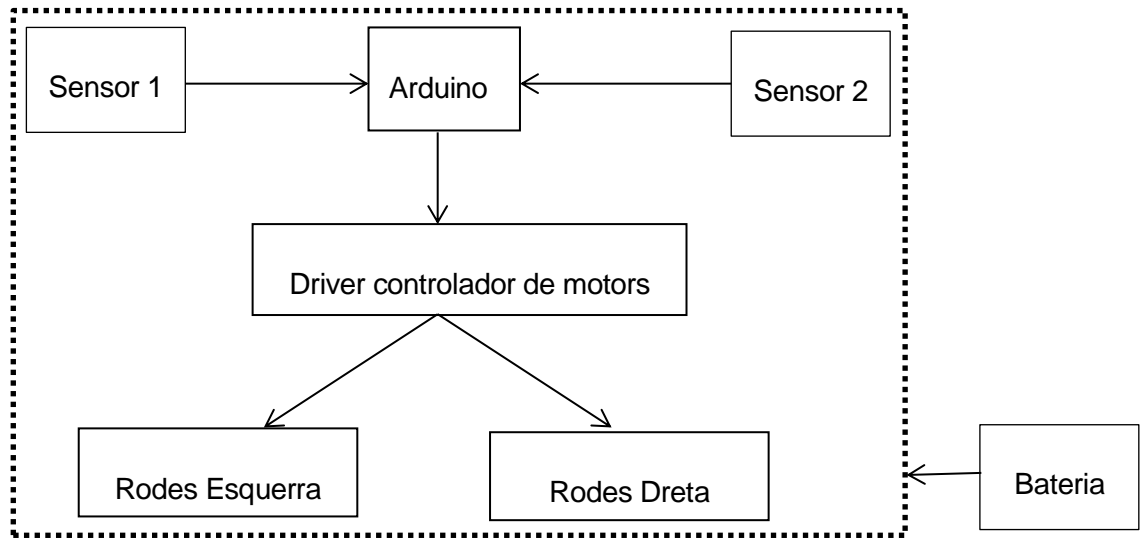 Sensor 1
Arduino
Sensor 2
Driver controlador de motors
Rodes Esquerra
Rodes Dreta
Bateria